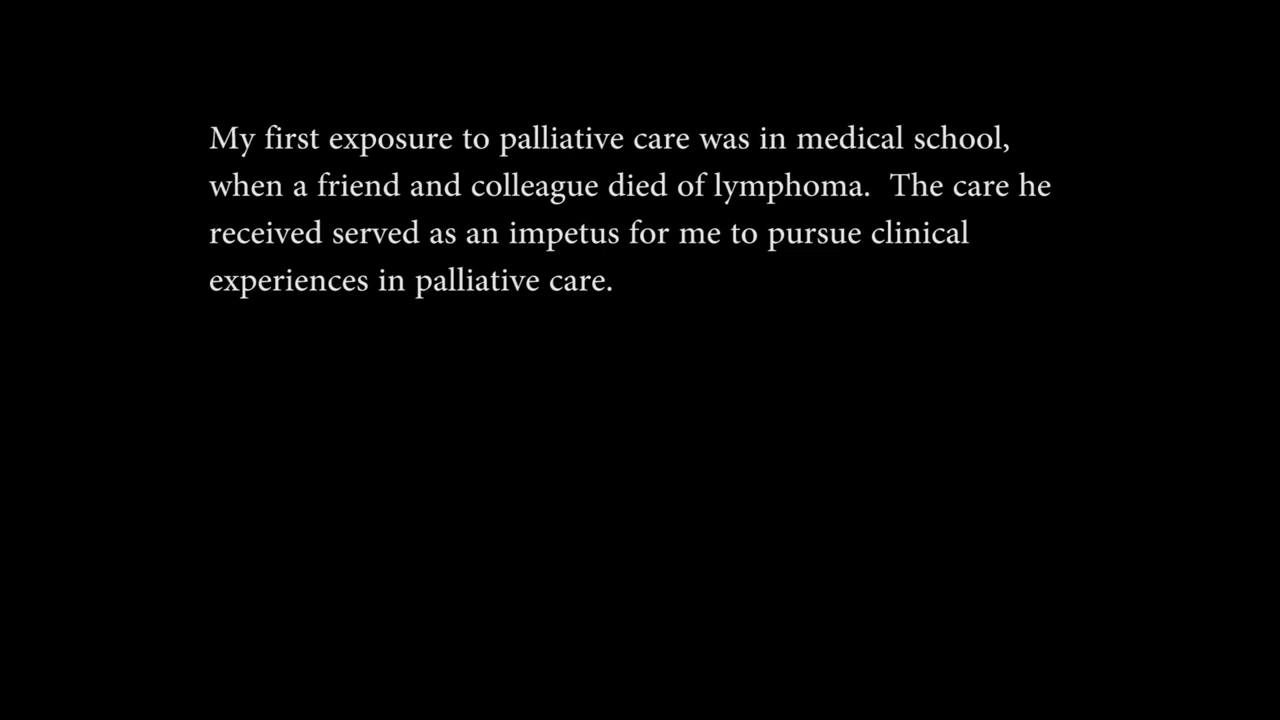 My first exposure to palliative care was in medical school,
when a friend and colleague died of lymphoma.  The care he
received served as an impetus for me to pursue clinical
experiences in palliative care.